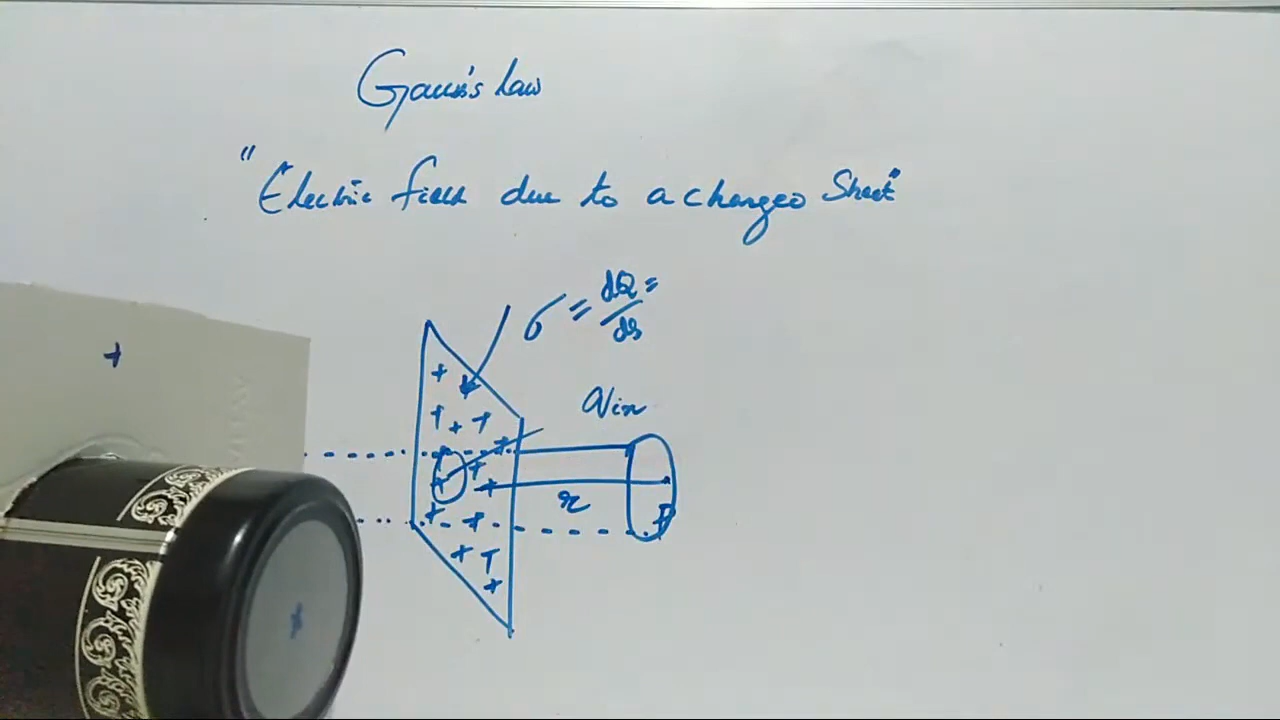 Gauss's Law
"Electric field due to a charged Sheet"
σ = dQ/ds =
qin
r
P